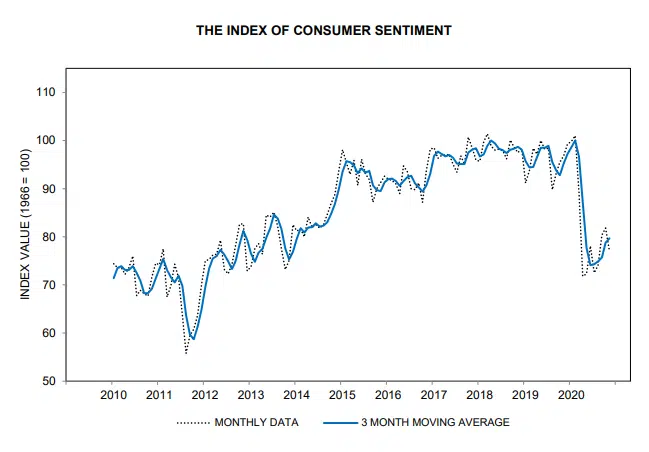 THE INDEX OF CONSUMER SENTIMENT
110
100
90
80
70
60
50
INDEX VALUE (1966 = 100)
2010 2011 2012 2013 2014 2015 2016 2017 2018 2019 2020
MONTHLY DATA 3 MONTH MOVING AVERAGE